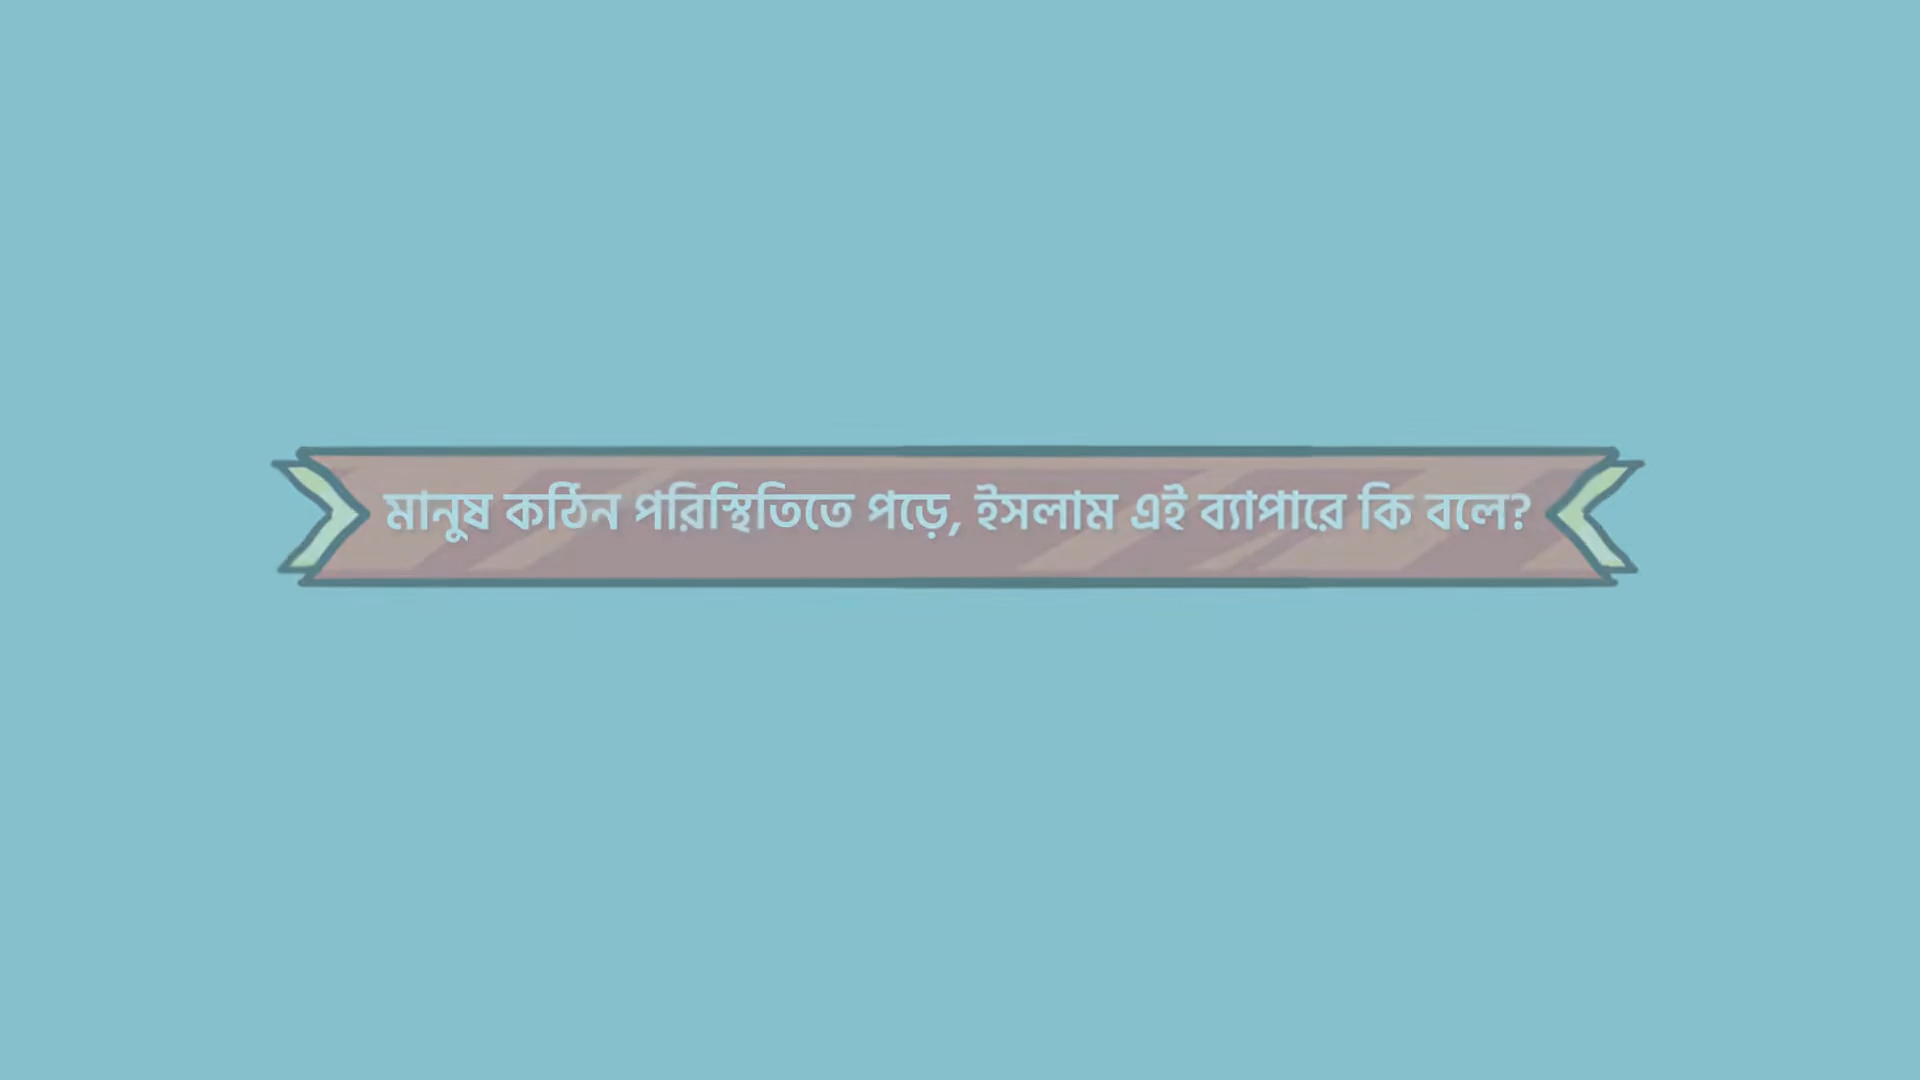 মানুষ কঠিন পরিস্থিতিতে পড়ে, ইসলাম এই ব্যাপারে কি বলে?